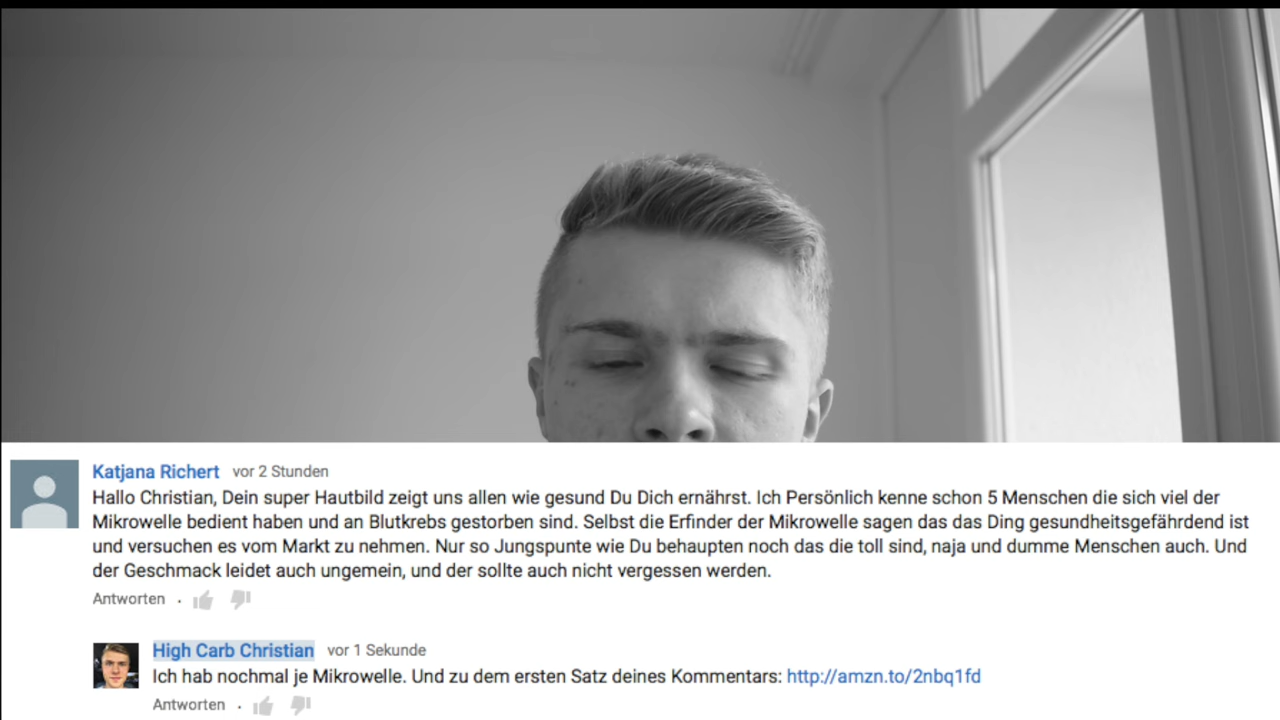 Katjana Richert vor 2 Stunden
Hallo Christian, Dein super Hautbild zeigt uns allen wie gesund Du Dich ernährst. Ich Persönlich kenne schon 5 Menschen die sich viel der
Mikrowelle bedient haben und an Blutkrebs gestorben sind. Selbst die Erfinder der Mikrowelle sagen das das Ding gesundheitsgefährdend ist
und versuchen es vom Markt zu nehmen. Nur so Jungspunte wie Du behaupten noch das die toll sind, naja und dumme Menschen auch. Und
der Geschmack leidet auch ungemein, und der sollte auch nicht vergessen werden.
Antworten ·
High Carb Christian vor 1 Sekunde
Ich hab nochmal je Mikrowelle. Und zu dem ersten Satz deines Kommentars: http://amzn.to/2nbq1fd
Antworten ·